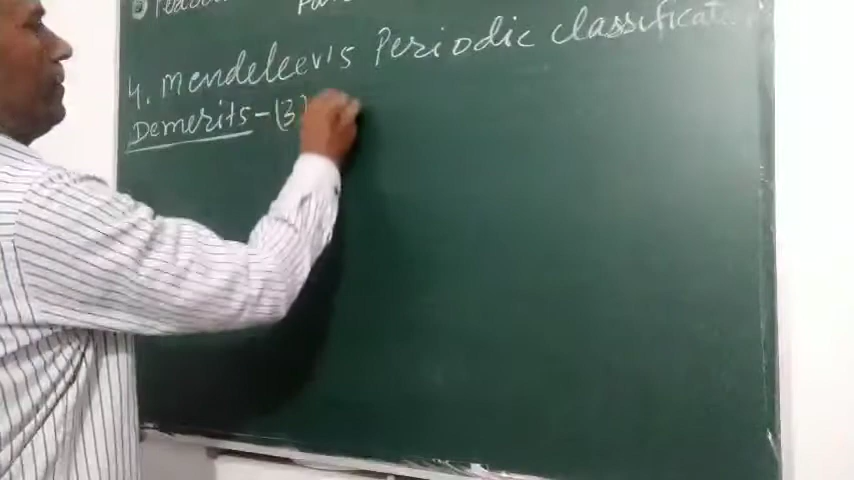 4. Mendeleev's Periodic classificat
Demerits - (3)